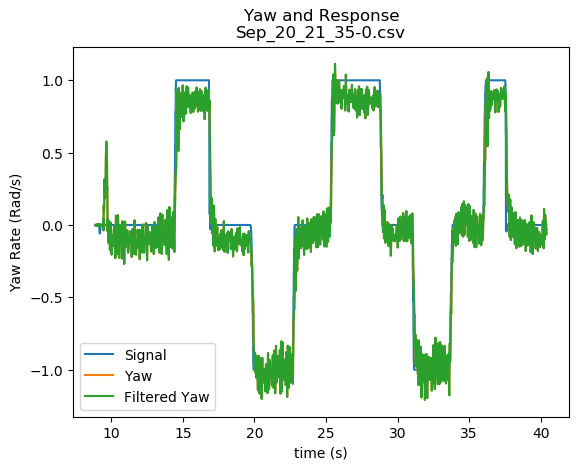 Yaw and Response
Sep_20_21_35-0.csv
Yaw Rate (Rad/s)
1.0
0.5
0.0
−0.5
−1.0
Signal
Yaw
Filtered Yaw
10 15 20 25 30 35 40
time (s)